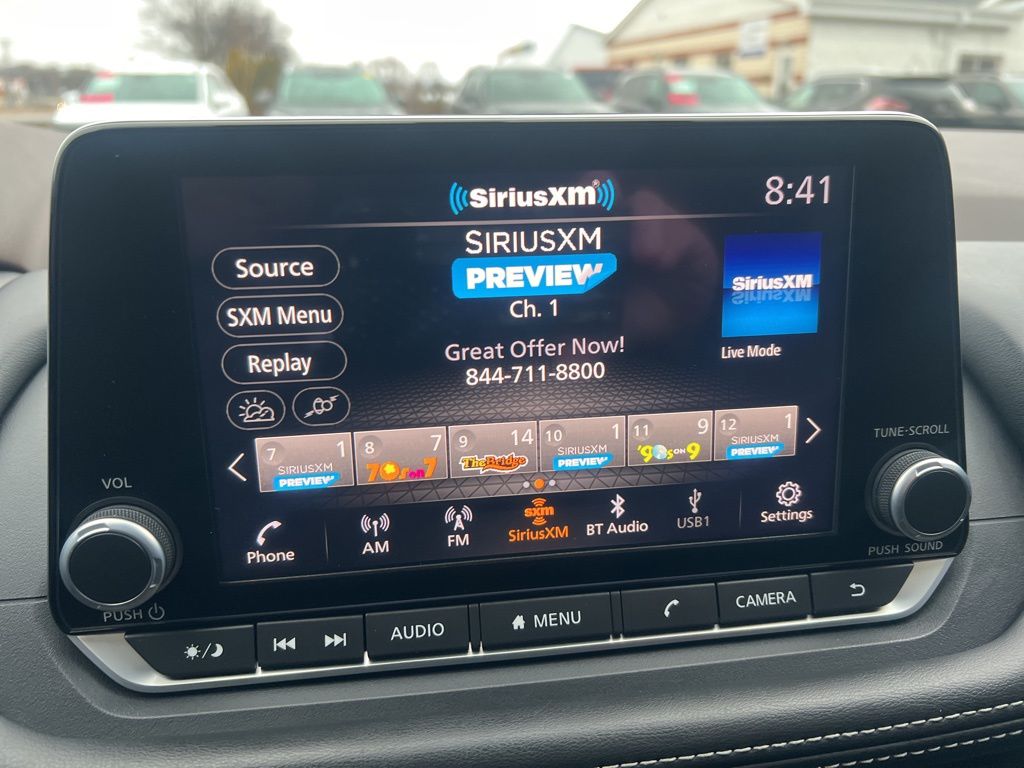 SiriusXM®
8:41
SIRIUSXM
PREVIEW
Ch. 1
Great Offer Now!
844-711-8800
Source
SXM Menu
Replay
SiriusXM
Live Mode
7 1
SIRIUSXM
PREVIEW
8 7
70s on 7
9 14
The Bridge
10 1
SIRIUSXM
PREVIEW
11 9
'90s ON 9
12 1
SIRIUSXM
PREVIEW
Phone
AM
FM
sxm
SiriusXM
BT Audio
USB1
Settings
VOL
PUSH
TUNE·SCROLL
PUSH SOUND
AUDIO
MENU
CAMERA